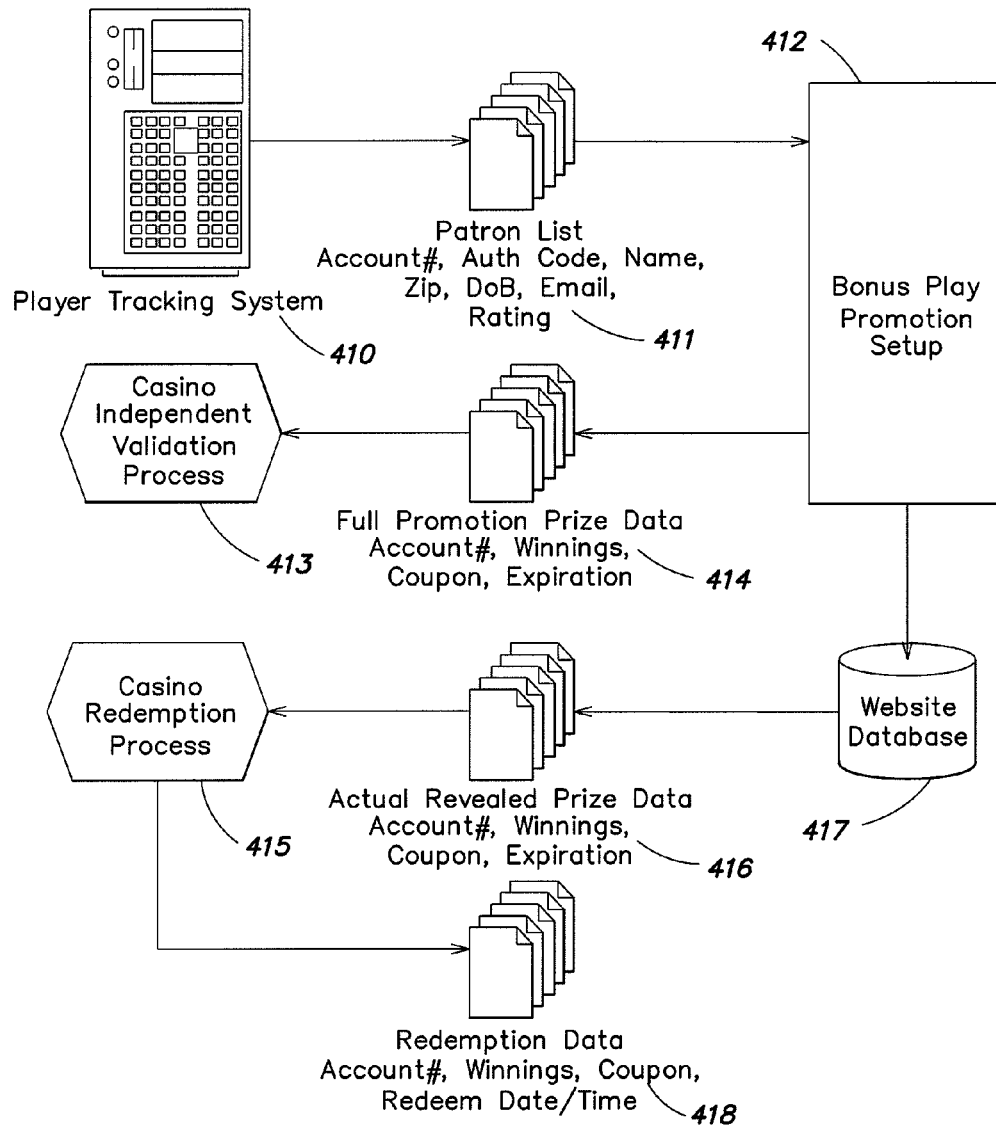 412
Patron List
Account#, Auth Code, Name,
Zip, DoB, Email,
Rating
411
Player Tracking System
410
Bonus Play
Promotion
Setup
Casino
Independent
Validation
Process
413
Full Promotion Prize Data
Account#, Winnings,
Coupon, Expiration
414
Casino
Redemption
Process
415
Actual Revealed Prize Data
Account#, Winnings,
Coupon, Expiration
416
Website
Database
417
Redemption Data
Account#, Winnings, Coupon,
Redeem Date/Time
418